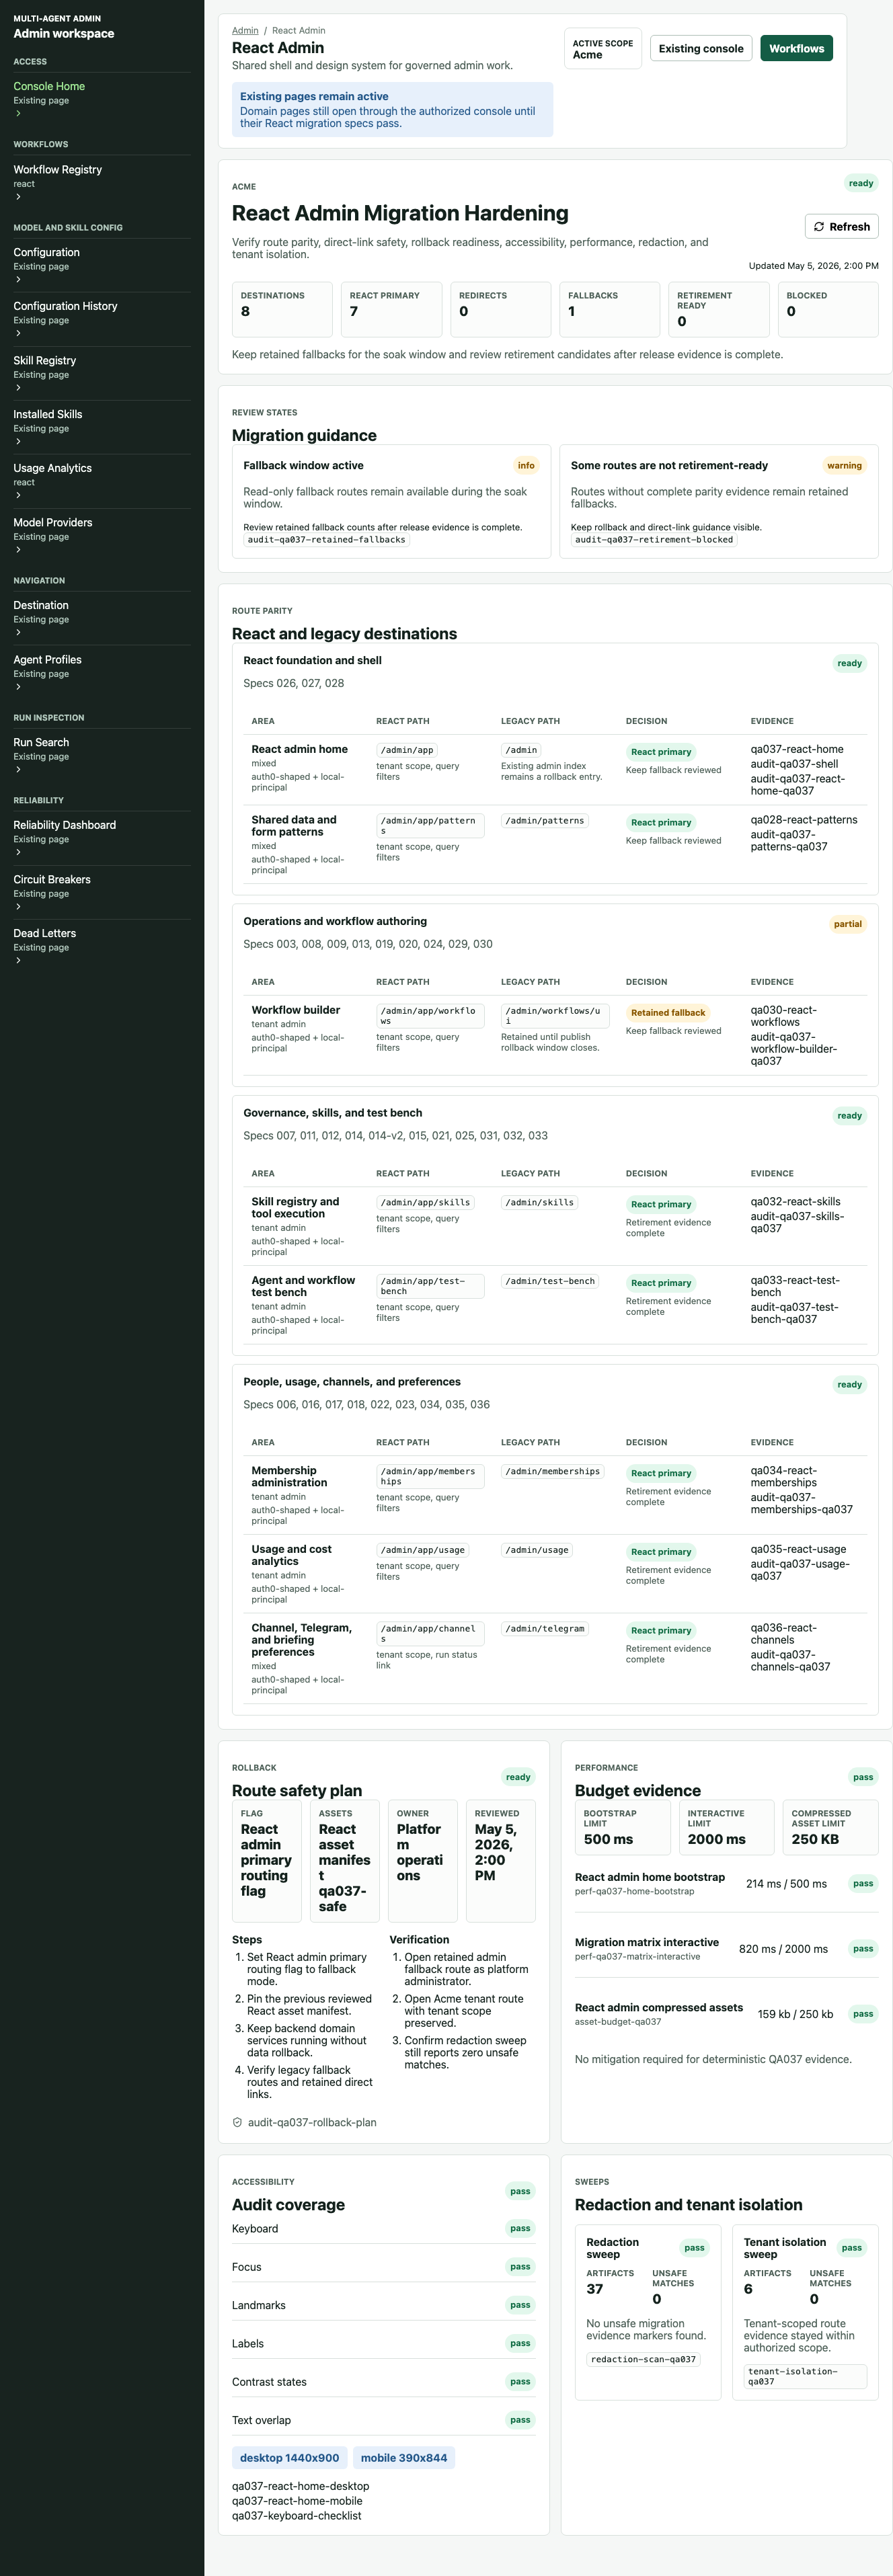 MULTI-AGENT ADMIN
Admin workspace
ACCESS
Console Home
Existing page
WORKFLOWS
Workflow Registry
react
MODEL AND SKILL CONFIG
Configuration
Existing page
Configuration History
Existing page
Skill Registry
Existing page
Installed Skills
Existing page
Usage Analytics
react
Model Providers
Existing page
NAVIGATION
Destination
Existing page
Agent Profiles
Existing page
RUN INSPECTION
Run Search
Existing page
RELIABILITY
Reliability Dashboard
Existing page
Circuit Breakers
Existing page
Dead Letters
Existing page
Admin / React Admin
React Admin
Shared shell and design system for governed admin work.
ACTIVE SCOPE
Acme
Existing console
Workflows
Existing pages remain active
Domain pages still open through the authorized console until
their React migration specs pass.
ACME
ready
React Admin Migration Hardening
Refresh
Verify route parity, direct-link safety, rollback readiness, accessibility, performance, redaction, and
tenant isolation.
Updated May 5, 2026, 2:00 PM
DESTINATIONS
8
REACT PRIMARY
7
REDIRECTS
0
FALLBACKS
1
RETIREMENT
READY
0
BLOCKED
0
Keep retained fallbacks for the soak window and review retirement candidates after release evidence is complete.
REVIEW STATES
Migration guidance
Fallback window active
info
Read-only fallback routes remain available during the soak
window.
Review retained fallback counts after release evidence is complete.
audit-qa037-retained-fallbacks
Some routes are not retirement-ready
warning
Routes without complete parity evidence remain retained
fallbacks.
Keep rollback and direct-link guidance visible.
audit-qa037-retirement-blocked
ROUTE PARITY
React and legacy destinations
React foundation and shell
ready
Specs 026, 027, 028
AREA REACT PATH LEGACY PATH DECISION EVIDENCE
React admin home
mixed
auth0-shaped + local-
principal
/admin/app
tenant scope, query
filters
/admin
Existing admin index
remains a rollback entry.
React primary
Keep fallback reviewed
qa037-react-home
audit-qa037-shell
audit-qa037-react-
home-qa037
Shared data and
form patterns
mixed
auth0-shaped + local-
principal
/admin/app/pattern
s
tenant scope, query
filters
/admin/patterns
React primary
Keep fallback reviewed
qa028-react-patterns
audit-qa037-
patterns-qa037
Operations and workflow authoring
partial
Specs 003, 008, 009, 013, 019, 020, 024, 029, 030
AREA REACT PATH LEGACY PATH DECISION EVIDENCE
Workflow builder
tenant admin
auth0-shaped + local-
principal
/admin/app/workflo
ws
tenant scope, query
filters
/admin/workflows/u
i
Retained until publish
rollback window closes.
Retained fallback
Keep fallback reviewed
qa030-react-
workflows
audit-qa037-
workflow-builder-
qa037
Governance, skills, and test bench
ready
Specs 007, 011, 012, 014, 014-v2, 015, 021, 025, 031, 032, 033
AREA REACT PATH LEGACY PATH DECISION EVIDENCE
Skill registry and
tool execution
tenant admin
auth0-shaped + local-
principal
/admin/app/skills
tenant scope, query
filters
/admin/skills
React primary
Retirement evidence
complete
qa032-react-skills
audit-qa037-skills-
qa037
Agent and workflow
test bench
tenant admin
auth0-shaped + local-
principal
/admin/app/test-
bench
tenant scope, query
filters
/admin/test-bench
React primary
Retirement evidence
complete
qa033-react-test-
bench
audit-qa037-test-
bench-qa037
People, usage, channels, and preferences
ready
Specs 006, 016, 017, 018, 022, 023, 034, 035, 036
AREA REACT PATH LEGACY PATH DECISION EVIDENCE
Membership
administration
tenant admin
auth0-shaped + local-
principal
/admin/app/members
hips
tenant scope, query
filters
/admin/memberships
React primary
Retirement evidence
complete
qa034-react-
memberships
audit-qa037-
memberships-qa037
Usage and cost
analytics
tenant admin
auth0-shaped + local-
principal
/admin/app/usage
tenant scope, query
filters
/admin/usage
React primary
Retirement evidence
complete
qa035-react-usage
audit-qa037-usage-
qa037
Channel, Telegram,
and briefing
preferences
mixed
auth0-shaped + local-
principal
/admin/app/channel
s
tenant scope, run status
link
/admin/telegram
React primary
Retirement evidence
complete
qa036-react-
channels
audit-qa037-
channels-qa037
ROLLBACK
Route safety plan
ready
FLAG
React
admin
primary
routing
flag
ASSETS
React
asset
manifes
t
qa037-
safe
OWNER
Platfor
m
operati
ons
REVIEWED
May 5,
2026,
2:00
PM
Steps
1. Set React admin primary
routing flag to fallback
mode.
2. Pin the previous reviewed
React asset manifest.
3. Keep backend domain
services running without
data rollback.
4. Verify legacy fallback
routes and retained direct
links.
Verification
1. Open retained admin
fallback route as platform
administrator.
2. Open Acme tenant route
with tenant scope
preserved.
3. Confirm redaction sweep
still reports zero unsafe
matches.
audit-qa037-rollback-plan
PERFORMANCE
Budget evidence
pass
BOOTSTRAP
LIMIT
500 ms
INTERACTIVE
LIMIT
2000 ms
COMPRESSED
ASSET LIMIT
250 KB
React admin home bootstrap
perf-qa037-home-bootstrap
214 ms / 500 ms
pass
Migration matrix interactive
perf-qa037-matrix-interactive
820 ms / 2000 ms
pass
React admin compressed assets
asset-budget-qa037
159 kb / 250 kb
pass
No mitigation required for deterministic QA037 evidence.
ACCESSIBILITY
Audit coverage
pass
Keyboard
pass
Focus
pass
Landmarks
pass
Labels
pass
Contrast states
pass
Text overlap
pass
desktop 1440x900
mobile 390x844
qa037-react-home-desktop
qa037-react-home-mobile
qa037-keyboard-checklist
SWEEPS
Redaction and tenant isolation
Redaction
sweep
pass
ARTIFACTS
37
UNSAFE
MATCHES
0
No unsafe migration
evidence markers found.
redaction-scan-qa037
Tenant isolation
sweep
pass
ARTIFACTS
6
UNSAFE
MATCHES
0
Tenant-scoped route
evidence stayed within
authorized scope.
tenant-isolation-
qa037